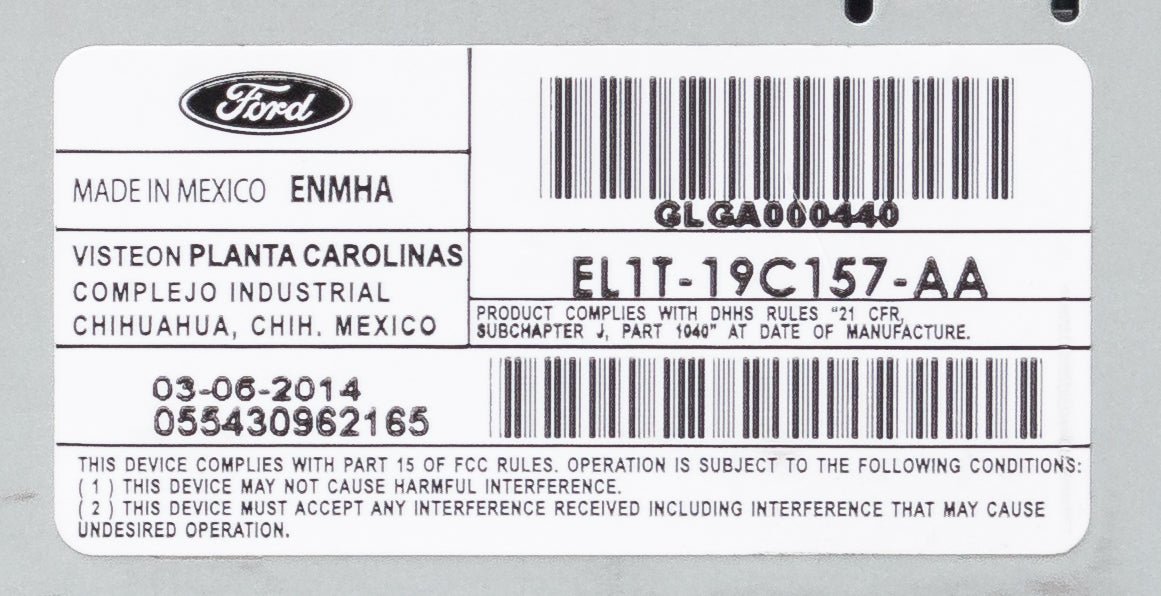 Ford
MADE IN MEXICO ENMHA
GLGA000440
VISTEON PLANTA CAROLINAS
COMPLEJO INDUSTRIAL
CHIHUAHUA, CHIH. MEXICO
EL1T-19C157-AA
PRODUCT COMPLIES WITH DHHS RULES "21 CFR,
SUBCHAPTER J, PART 1040" AT DATE OF MANUFACTURE.
03-06-2014
055430962165
THIS DEVICE COMPLIES WITH PART 15 OF FCC RULES. OPERATION IS SUBJECT TO THE FOLLOWING CONDITIONS:
( 1 ) THIS DEVICE MAY NOT CAUSE HARMFUL INTERFERENCE.
( 2 ) THIS DEVICE MUST ACCEPT ANY INTERFERENCE RECEIVED INCLUDING INTERFERENCE THAT MAY CAUSE
UNDESIRED OPERATION.